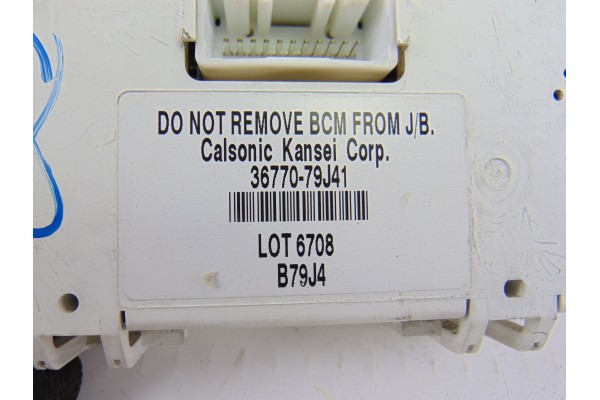 DO NOT REMOVE BCM FROM J/B.
Calsonic Kansei Corp.
36770-79J41
LOT 6708
B79J4